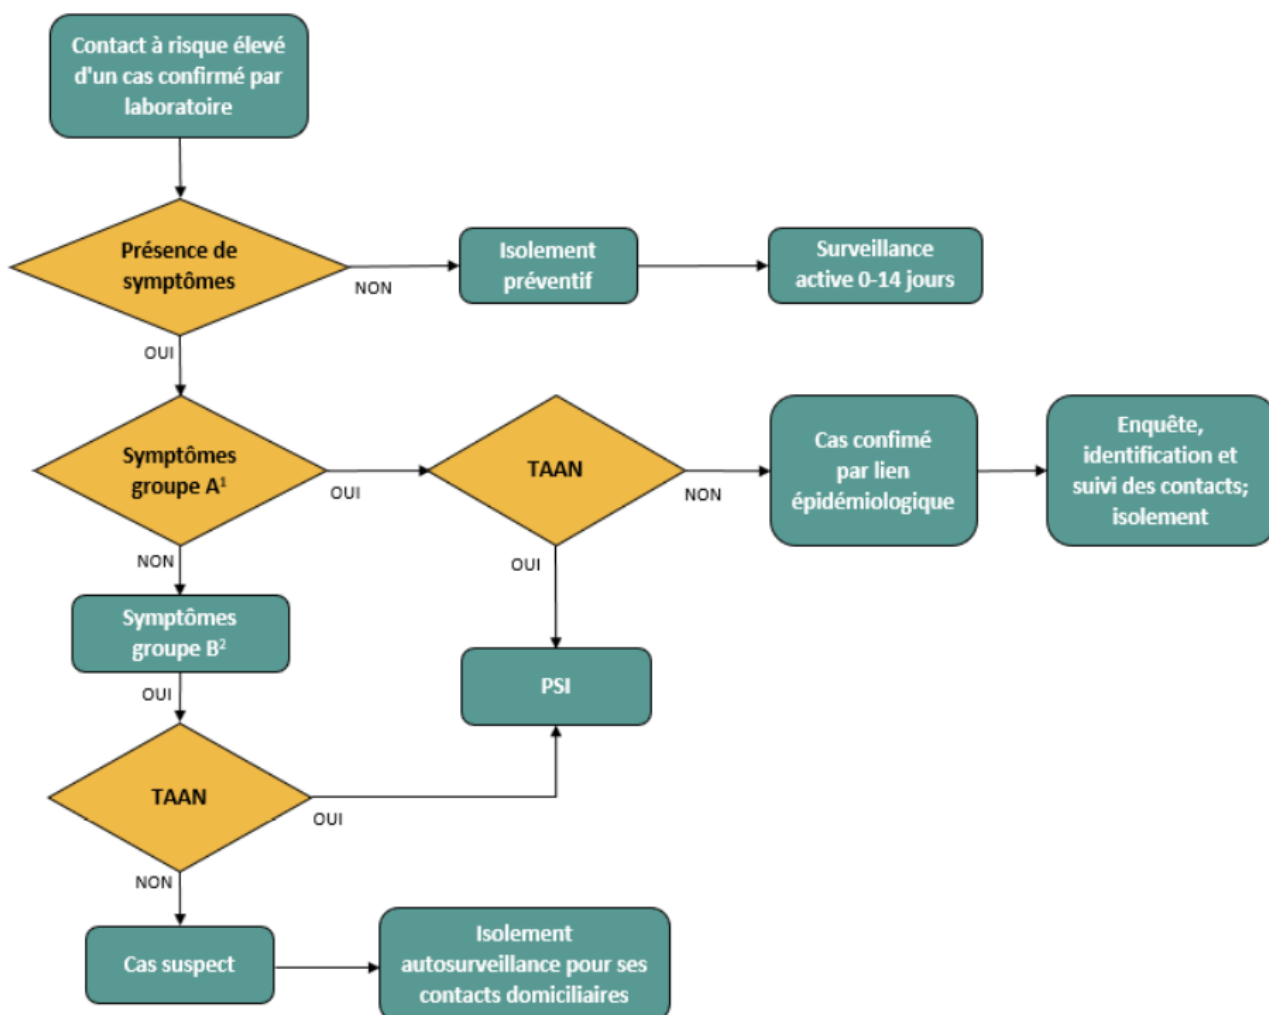 Contact à risque élevé
d'un cas confirmé par
laboratoire
Présence de
symptômes
NON
Isolement
préventif
Surveillance
active 0-14 jours
OUI
Symptômes
groupe A¹
OUI
TAAN
NON
Cas confimé
par lien
épidémiologique
Enquête,
identification et
suivi des contacts;
isolement
NON
OUI
Symptômes
groupe B²
PSI
OUI
TAAN
OUI
NON
Cas suspect
Isolement
autosurveillance pour ses
contacts domiciliaires